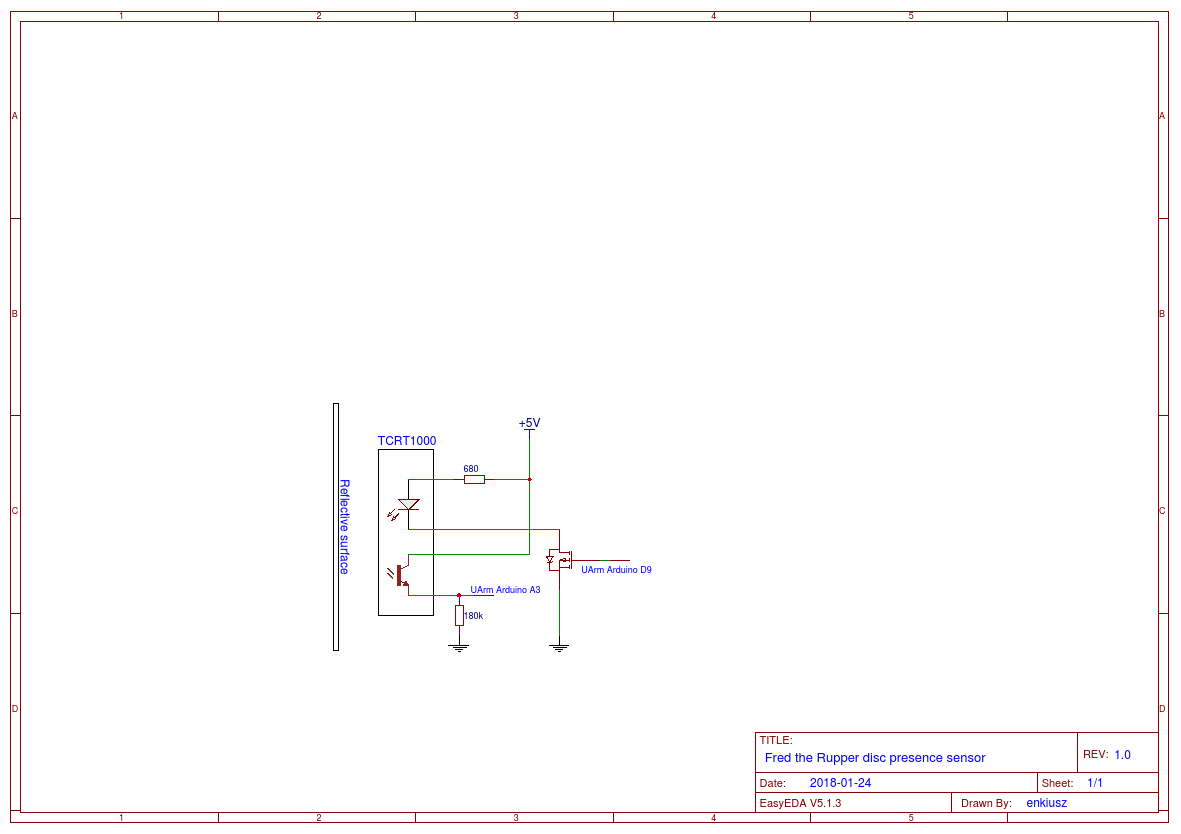 1 2 3 4 5
A A
B B
+5V
TCRT1000
680
Reflective surface
C C
UArm Arduino D9
UArm Arduino A3
180k
D D
TITLE:
Fred the Rupper disc presence sensor
REV: 1.0
Date: 2018-01-24
Sheet: 1/1
EasyEDA V5.1.3
Drawn By: enkiusz
1 2 3 4 5